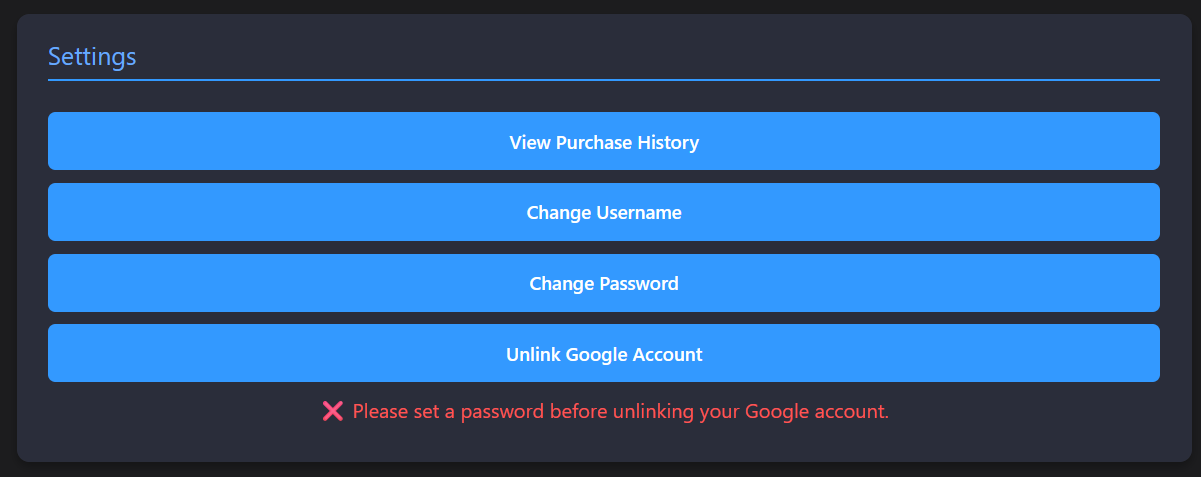 Settings
View Purchase History
Change Username
Change Password
Unlink Google Account
❌ Please set a password before unlinking your Google account.